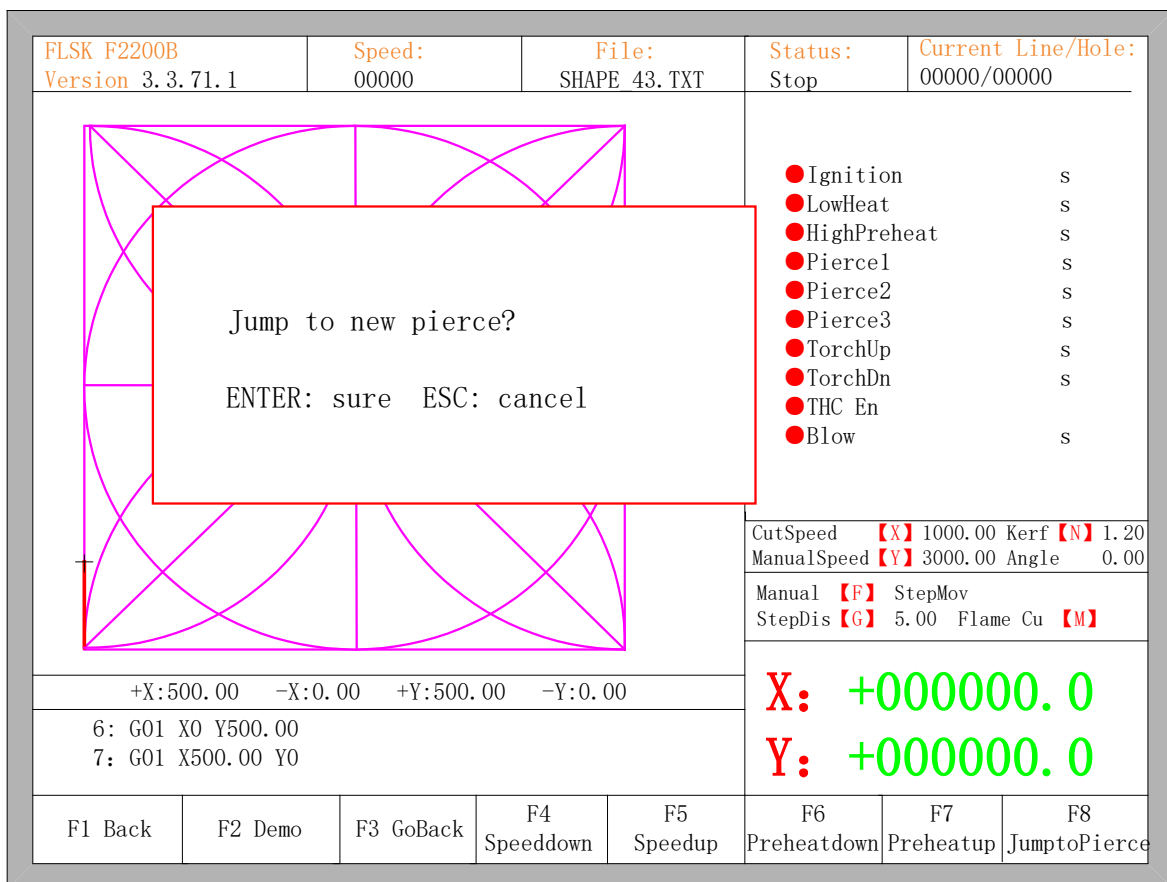 FLSK F2200B
Version 3.3.71.1
Speed:
00000
File:
SHAPE_43.TXT
Status:
Stop
Current Line/Hole:
00000/00000
Jump to new pierce?
ENTER: sure ESC: cancel
Ignition s
LowHeat s
HighPreheat s
Pierce1 s
Pierce2 s
Pierce3 s
TorchUp s
TorchDn s
THC En
Blow s
CutSpeed 【X】 1000.00 Kerf 【N】 1.20
ManualSpeed 【Y】 3000.00 Angle 0.00
Manual 【F】 StepMov
StepDis 【G】 5.00 Flame Cu 【M】
+X:500.00 -X:0.00 +Y:500.00 -Y:0.00
6: G01 X0 Y500.00
7: G01 X500.00 Y0
X: +000000.0
Y: +000000.0
F1 Back
F2 Demo
F3 GoBack
F4
Speeddown
F5
Speedup
F6
Preheatdown
F7
Preheatup
F8
JumptoPierce